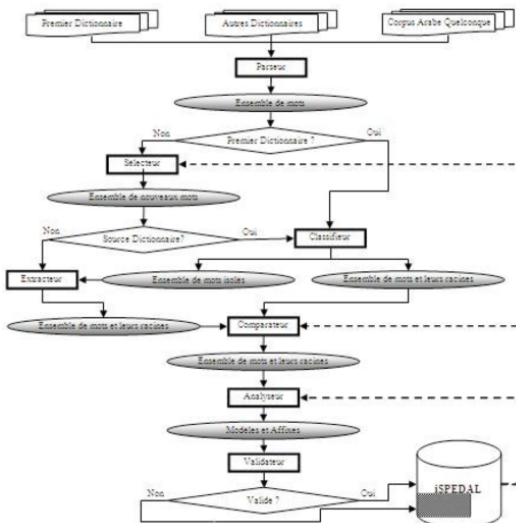 Premier Dictionnaire
Autres Dictionnaires
Corpus Arabe Quelconque
Parseur
Ensemble de mots
Non
Premier Dictionnaire ?
Oui
Sélecteur
Ensemble de nouveaux mots
Non
Source Dictionnaire?
Oui
Classifieur
Extracteur
Ensemble de mots isolés
Ensemble de mots et leurs racines
Ensemble de mots et leurs racines
Comparateur
Ensemble de mots et leurs racines
Analyseur
Modèles et Affixes
Validateur
Non
Valide ?
Oui
iSPEDAL